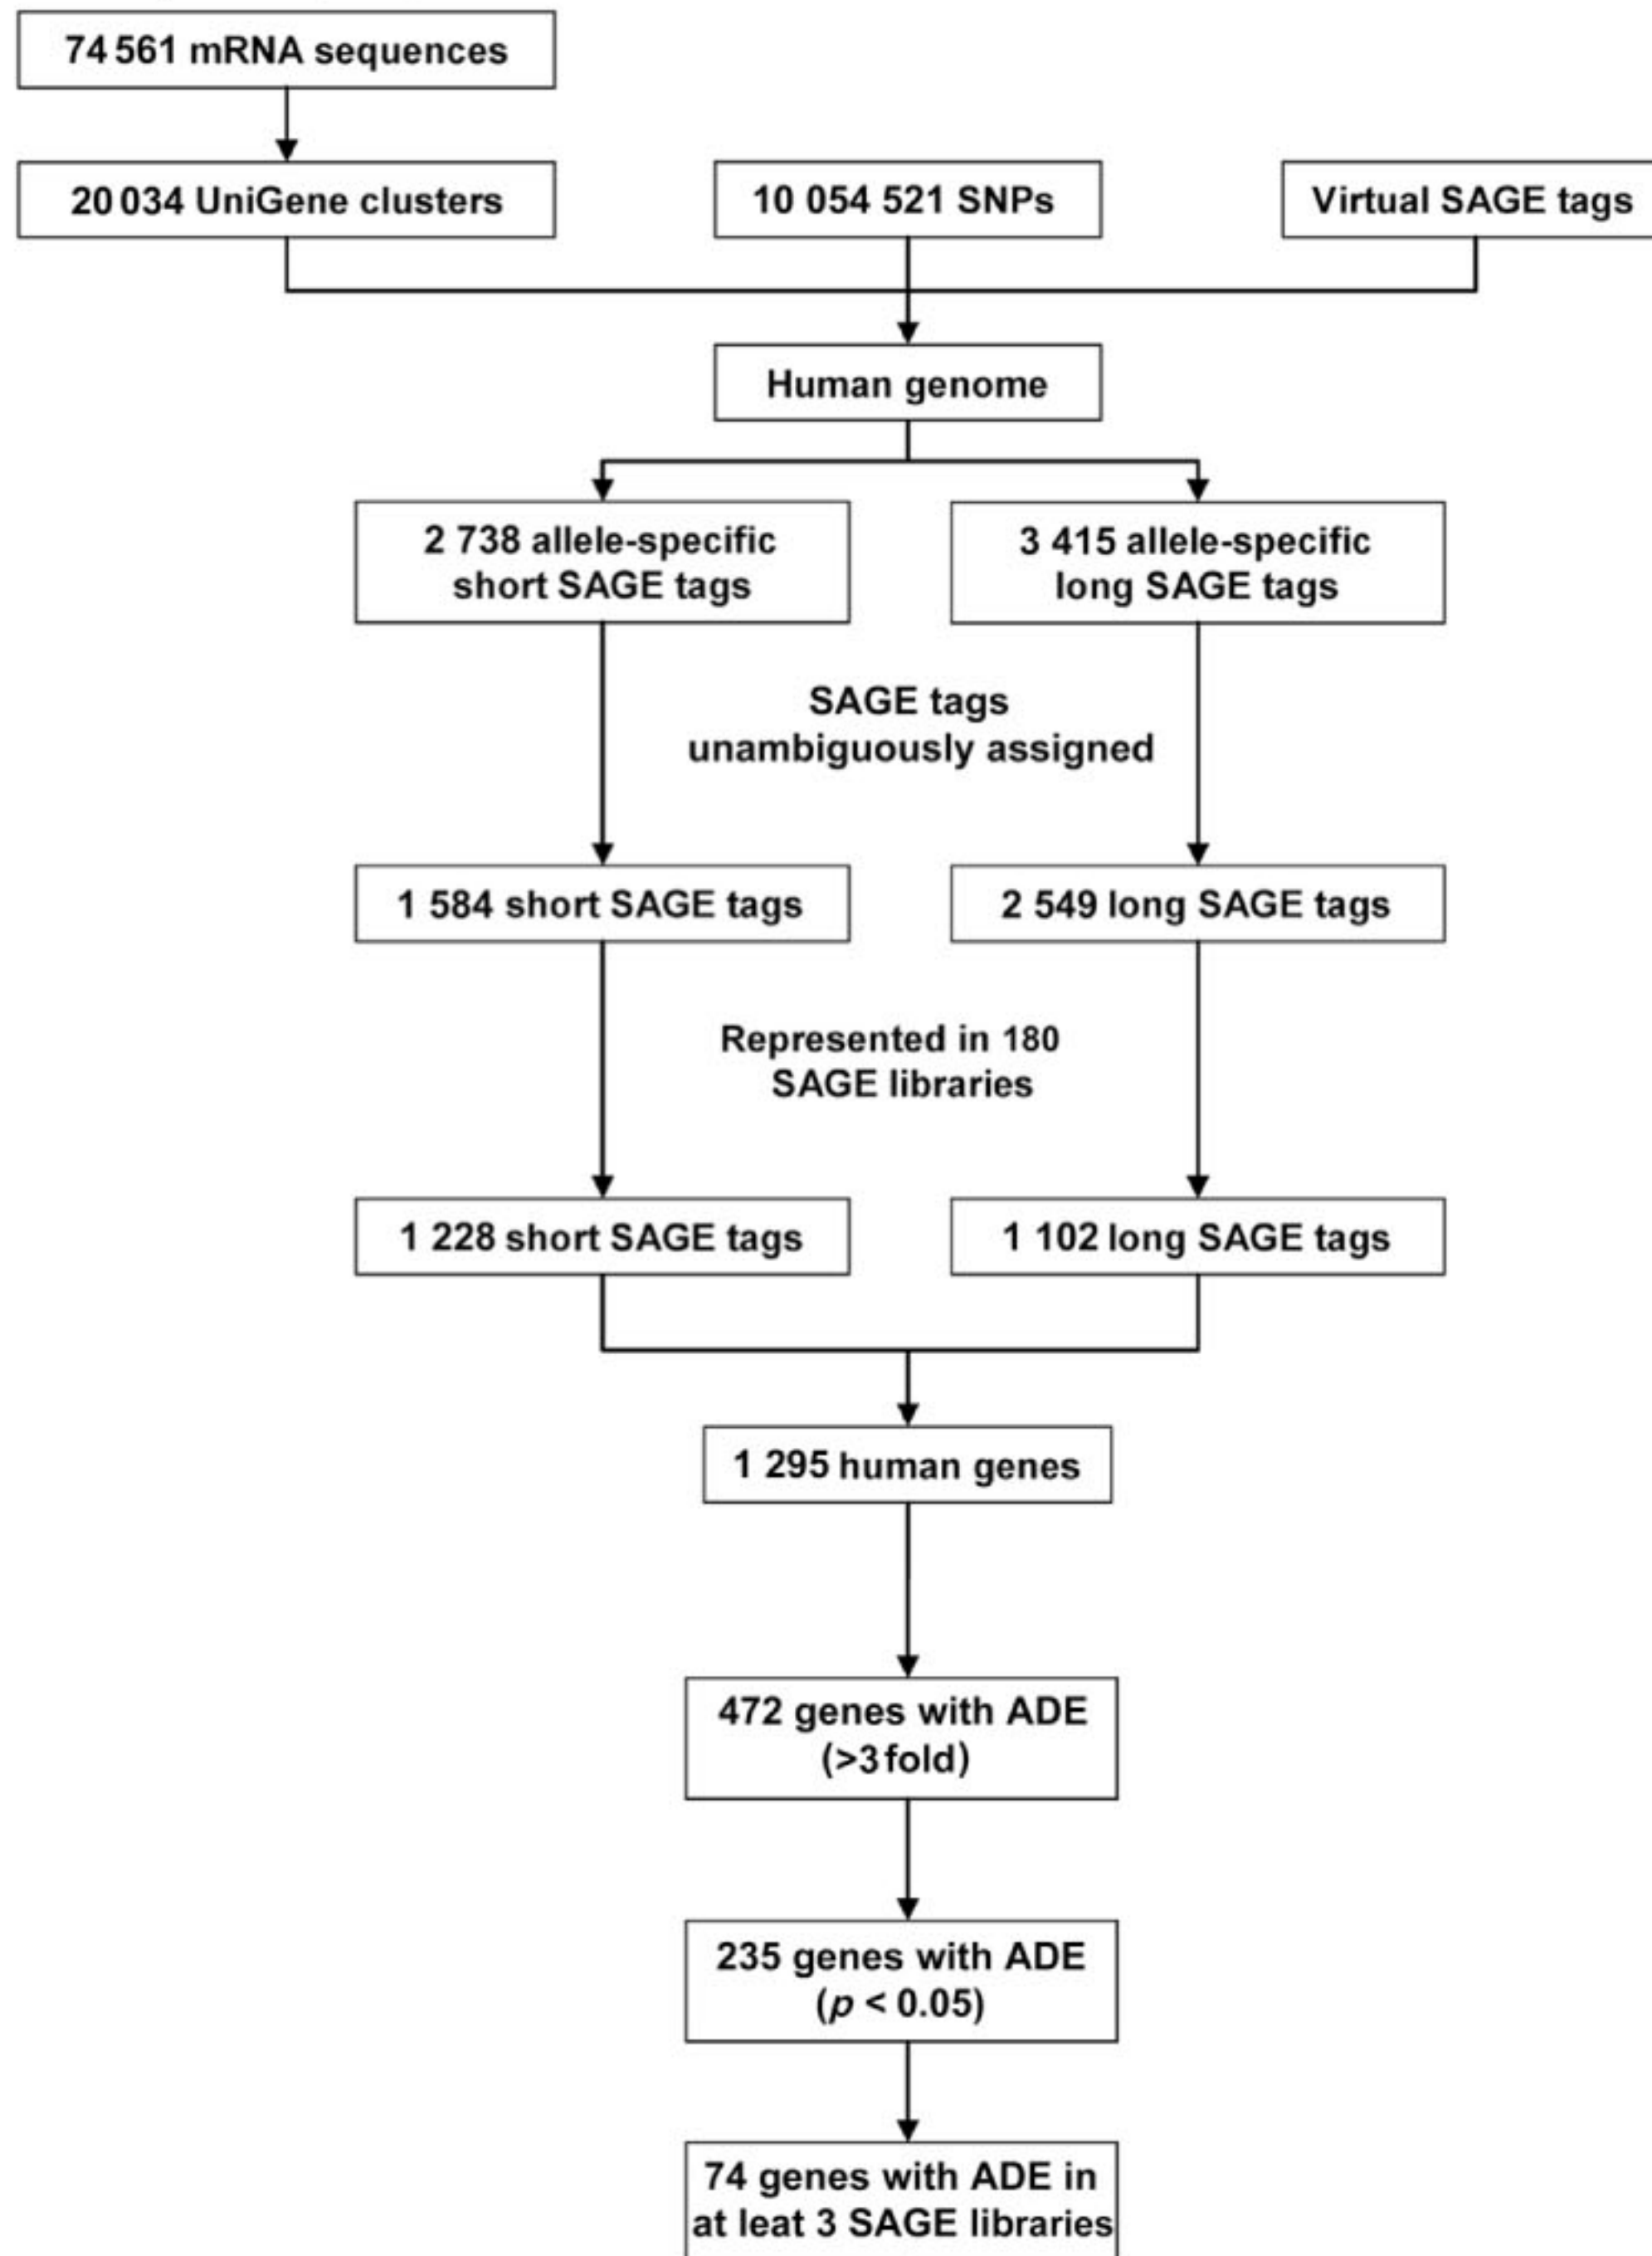 74 561 mRNA sequences
20 034 UniGene clusters
10 054 521 SNPs
Virtual SAGE tags
Human genome
2 738 allele-specific
short SAGE tags
3 415 allele-specific
long SAGE tags
SAGE tags
unambiguously assigned
1 584 short SAGE tags
2 549 long SAGE tags
Represented in 180
SAGE libraries
1 228 short SAGE tags
1 102 long SAGE tags
1 295 human genes
472 genes with ADE
(>3 fold)
235 genes with ADE
(p < 0.05)
74 genes with ADE in
at leat 3 SAGE libraries